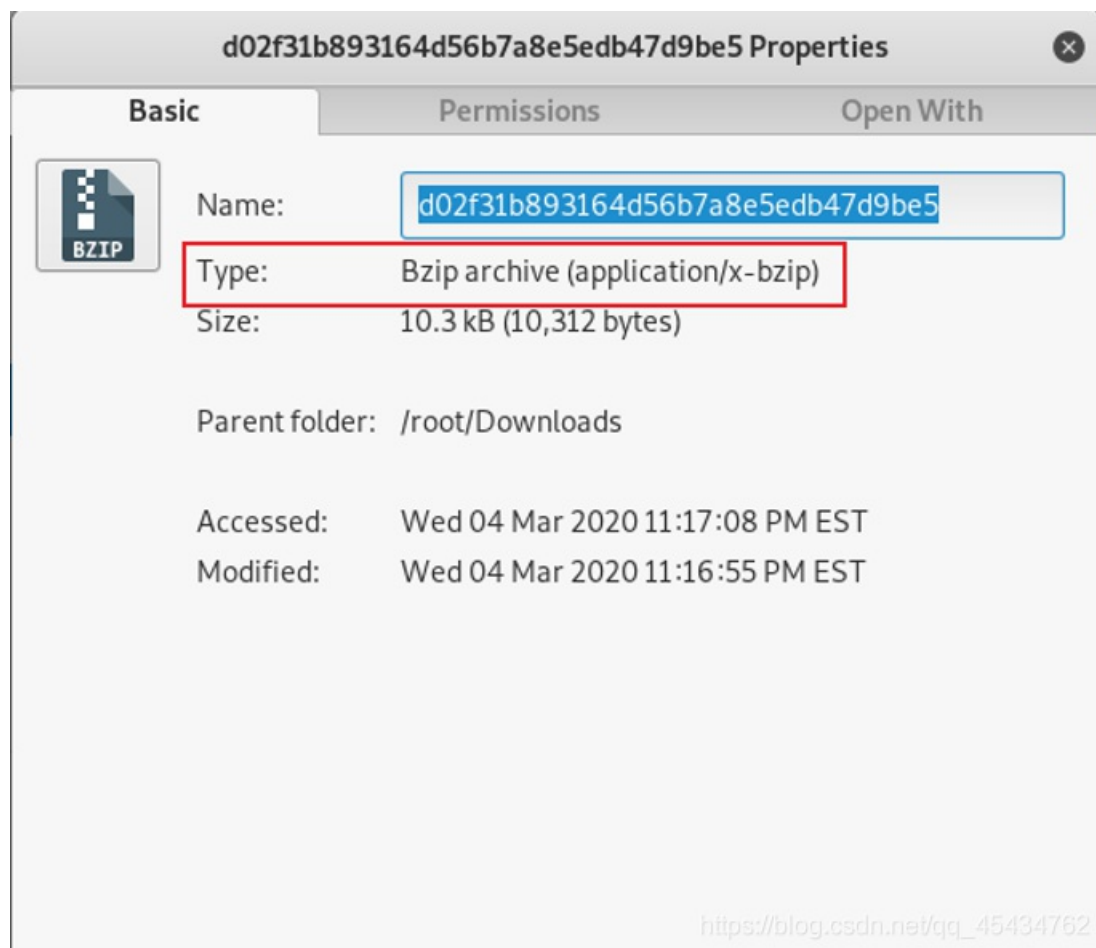 d02f31b893164d56b7a8e5edb47d9be5 Properties
Basic Permissions Open With
BZIP
Name: d02f31b893164d56b7a8e5edb47d9be5
Type: Bzip archive (application/x-bzip)
Size: 10.3 kB (10,312 bytes)
Parent folder: /root/Downloads
Accessed: Wed 04 Mar 2020 11:17:08 PM EST
Modified: Wed 04 Mar 2020 11:16:55 PM EST
https://blog.csdn.net/qq_45434762